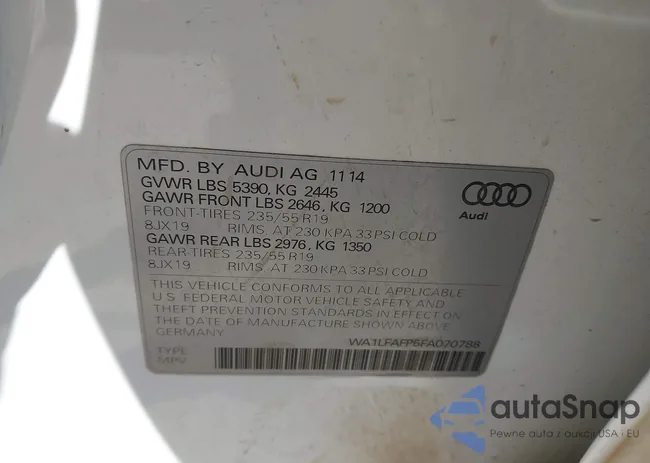 MFD. BY AUDI AG 11 14
GVWR LBS 5390, KG 2445
GAWR FRONT LBS 2646, KG 1200
FRONT-TIRES 235/55 R19
8JX19 RIMS, AT 230 KPA 33 PSI COLD
GAWR REAR LBS 2976, KG 1350
REAR-TIRES 235/55 R19
8JX19 RIMS, AT 230 KPA 33 PSI COLD
THIS VEHICLE CONFORMS TO ALL APPLICABLE
U.S. FEDERAL MOTOR VEHICLE SAFETY AND
THEFT PREVENTION STANDARDS IN EFFECT ON
THE DATE OF MANUFACTURE SHOWN ABOVE
GERMANY
WA1LFAFP5FA070788
TYPE
MPV
Audi
autaSnap
Pewne auta z aukcji USA i EU